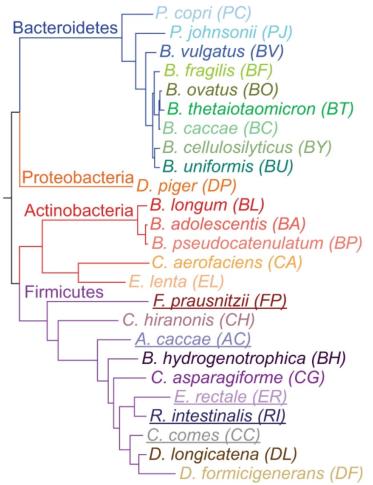 P. copri (PC)
Bacteroidetes
P. johnsonii (PJ)
B. vulgatus (BV)
B. fragilis (BF)
B. ovatus (BO)
B. thetaiotaomicron (BT)
B. caccae (BC)
B. cellulosilyticus (BY)
B. uniformis (BU)
Proteobacteria
D. piger (DP)
Actinobacteria
B. longum (BL)
B. adolescentis (BA)
B. pseudocatenulatum (BP)
C. aerofaciens (CA)
E. lenta (EL)
Firmicutes
F. prausnitzii (FP)
C. hiranonis (CH)
A. caccae (AC)
B. hydrogenotrophica (BH)
C. asparagiforme (CG)
E. rectale (ER)
R. intestinalis (RI)
C. comes (CC)
D. longicatena (DL)
D. formicigenerans (DF)